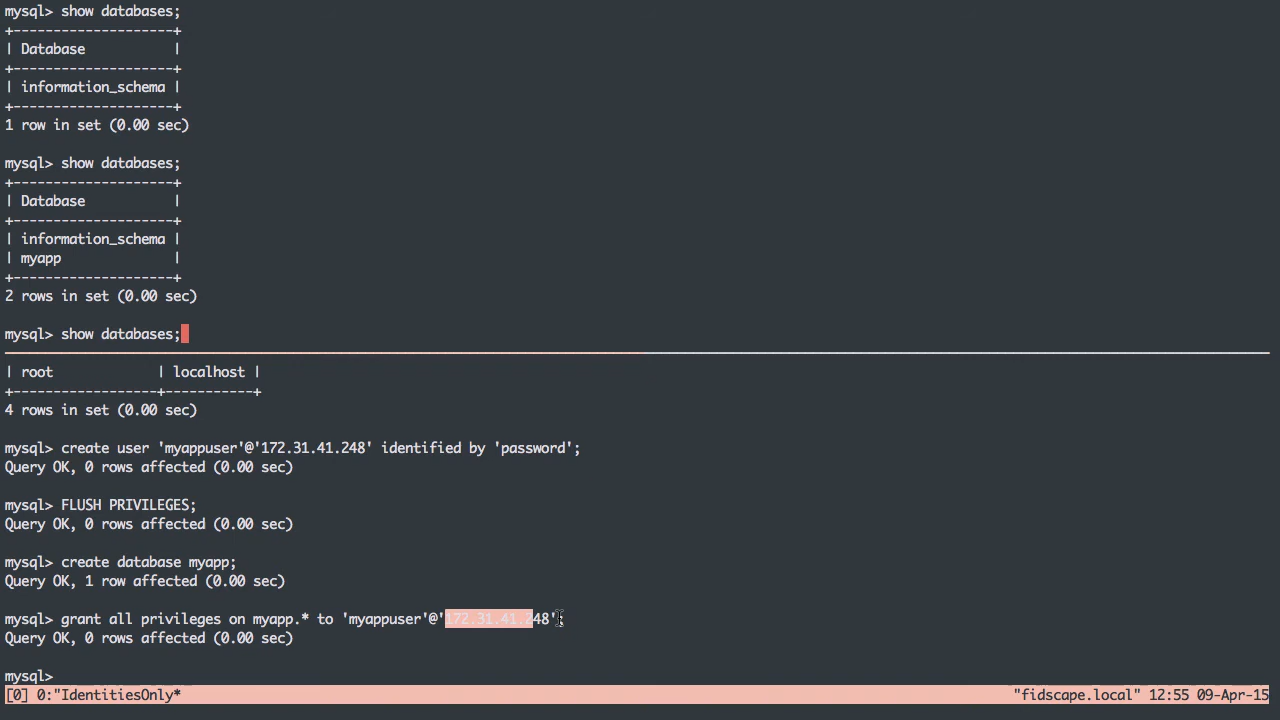 mysql> show databases;
+--------------------+
| Database           |
+--------------------+
| information_schema |
+--------------------+
1 row in set (0.00 sec)
mysql> show databases;
+--------------------+
| Database           |
+--------------------+
| information_schema |
| myapp              |
+--------------------+
2 rows in set (0.00 sec)
mysql> show databases;
| root             | localhost |
+------------------+-----------+
4 rows in set (0.00 sec)
mysql> create user 'myappuser'@'172.31.41.248' identified by 'password';
Query OK, 0 rows affected (0.00 sec)
mysql> FLUSH PRIVILEGES;
Query OK, 0 rows affected (0.00 sec)
mysql> create database myapp;
Query OK, 1 row affected (0.00 sec)
mysql> grant all privileges on myapp.* to 'myappuser'@'172.31.41.248';
Query OK, 0 rows affected (0.00 sec)
mysql>
[0] 0:"IdentitiesOnly* "fidscape.local" 12:55 09-Apr-15